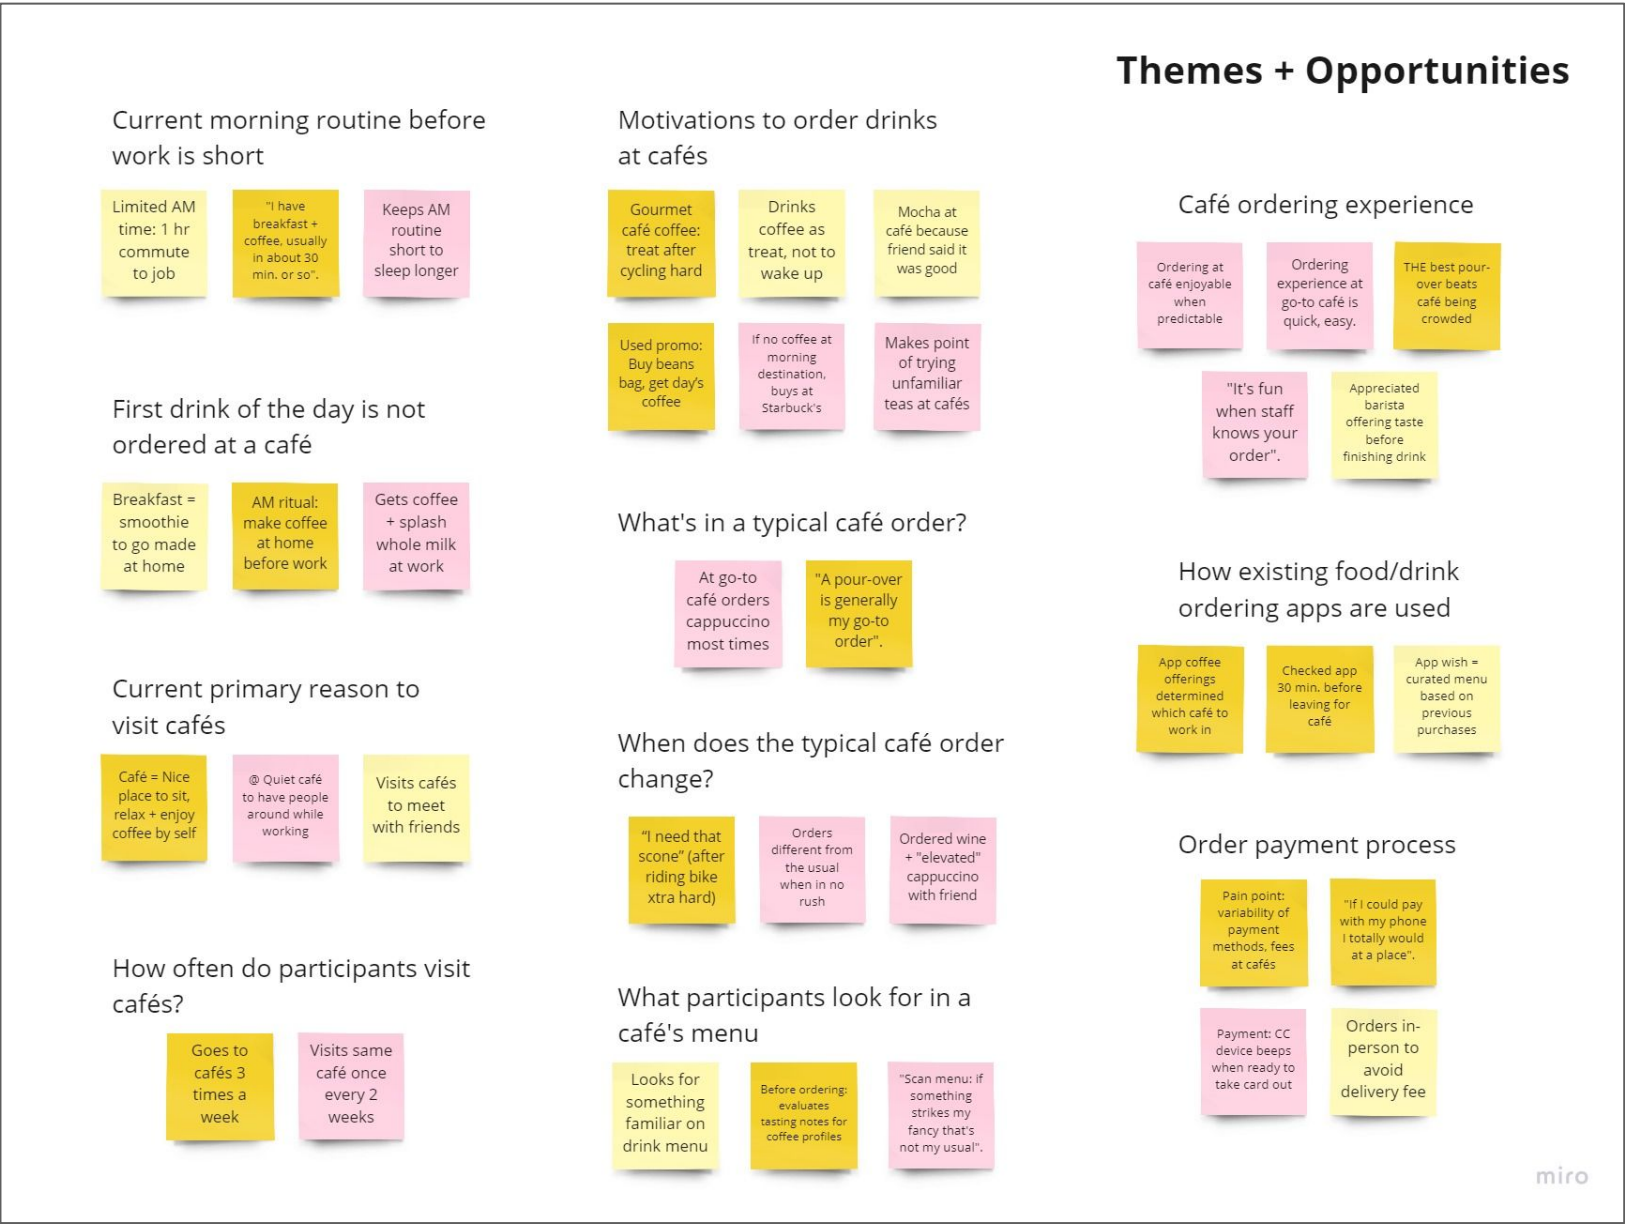 Themes + Opportunities
Current morning routine before
work is short
Limited AM
time: 1 hr
commute
to job
"I have
breakfast +
coffee, usually
in about 30
min. or so".
Keeps AM
routine
short to
sleep longer
First drink of the day is not
ordered at a café
Breakfast =
smoothie
to go made
at home
AM ritual:
make coffee
at home
before work
Gets coffee
+ splash
whole milk
at work
Current primary reason to
visit cafés
Café = Nice
place to sit,
relax + enjoy
coffee by self
@ Quiet café
to have people
around while
working
Visits cafés
to meet
with friends
How often do participants visit
cafés?
Goes to
cafés 3
times a
week
Visits same
café once
every 2
weeks
Motivations to order drinks
at cafés
Gourmet
café coffee:
treat after
cycling hard
Drinks
coffee as
treat, not to
wake up
Mocha at
café because
friend said it
was good
Used promo:
Buy beans
bag, get day's
coffee
If no coffee at
morning
destination,
buys at
Starbuck's
Makes point
of trying
unfamiliar
teas at cafés
What's in a typical café order?
At go-to
café orders
cappuccino
most times
"A pour-over
is generally
my go-to
order".
When does the typical café order
change?
“I need that
scone” (after
riding bike
xtra hard)
Orders
different from
the usual
when in no
rush
Ordered wine
+ "elevated"
cappuccino
with friend
What participants look for in a
café's menu
Looks for
something
familiar on
drink menu
Before ordering:
evaluates
tasting notes for
coffee profiles
"Scan menu: if
something
strikes my
fancy that's
not my usual".
Café ordering experience
Ordering at
café enjoyable
when
predictable
Ordering
experience at
go-to café is
quick, easy.
THE best pour-
over beats
café being
crowded
"It's fun
when staff
knows your
order".
Appreciated
barista
offering taste
before
finishing drink
How existing food/drink
ordering apps are used
App coffee
offerings
determined
which café to
work in
Checked app
30 min. before
leaving for
café
App wish =
curated menu
based on
previous
purchases
Order payment process
Pain point:
variability of
payment
methods, fees
at cafés
"If I could pay
with my phone
I totally would
at a place".
Payment: CC
device beeps
when ready to
take card out
Orders in-
person to
avoid
delivery fee
miro